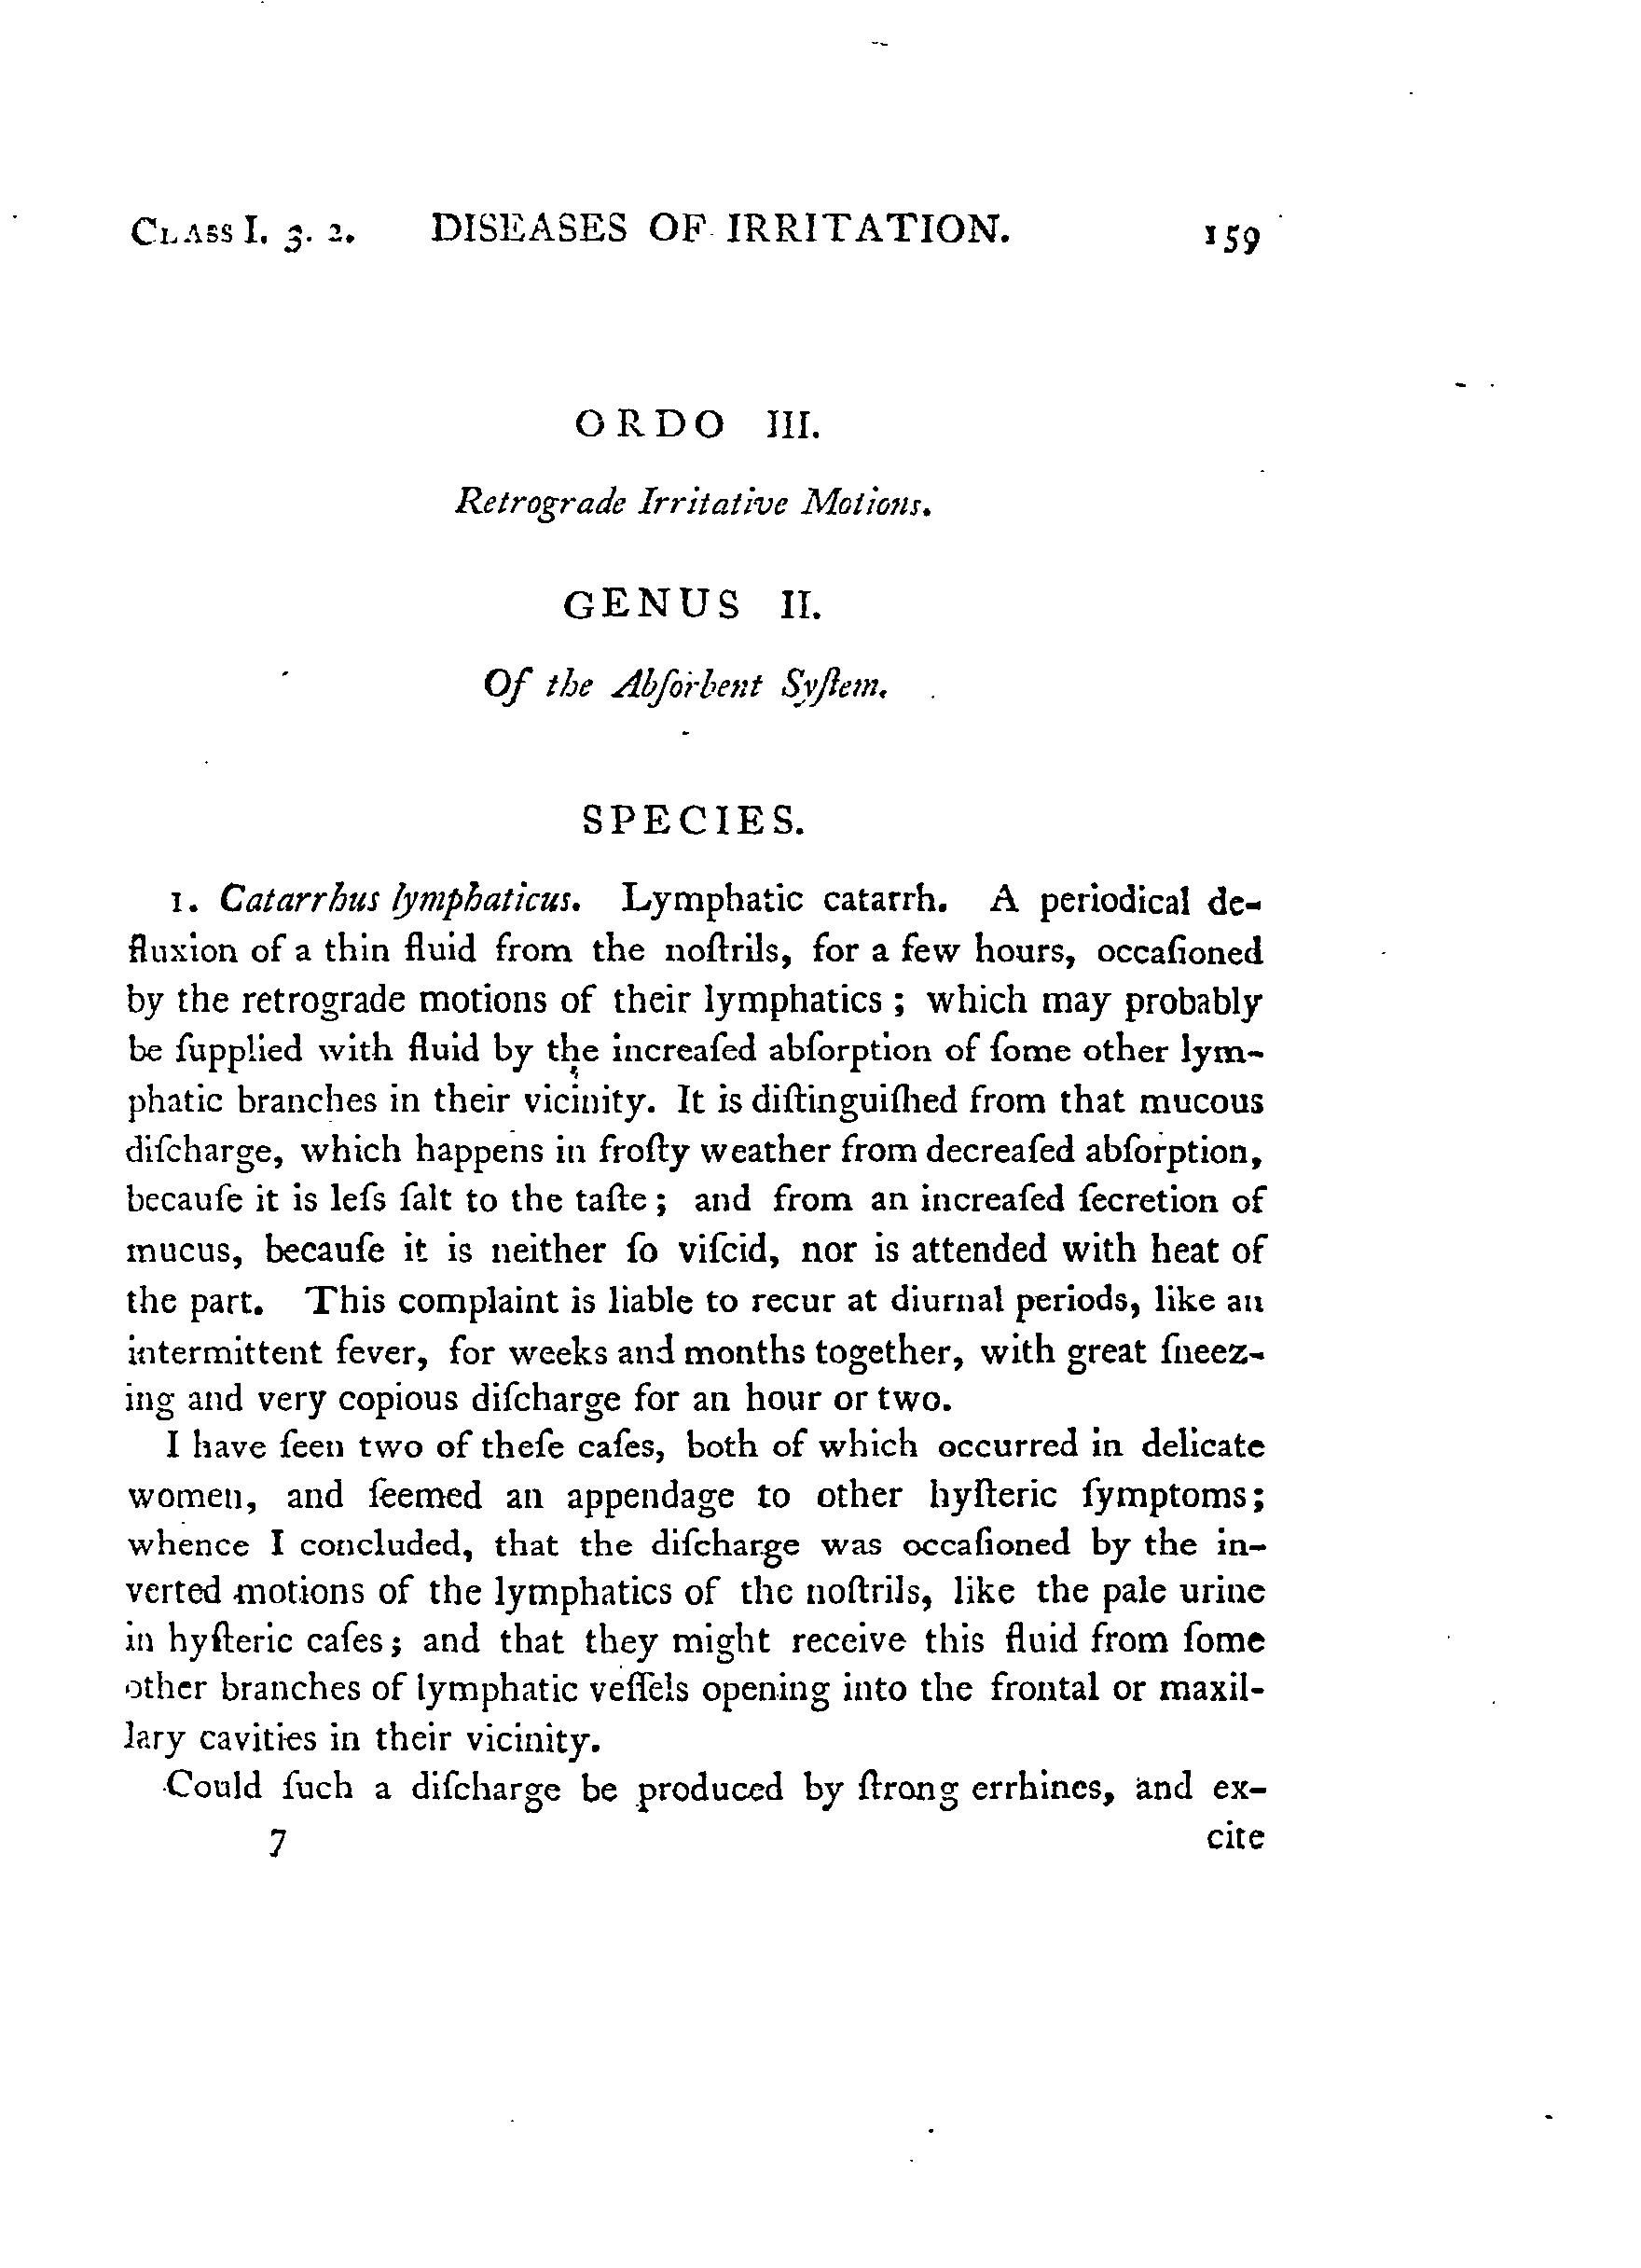 CLASS I. 3. 2. DISEASES OF IRRITATION. 159
ORDO III.
Retrograde Irritative Motions.
GENUS II.
Of the Abſorbent Syſtem.
SPECIES.
1. Catarrhus lymphaticus. Lymphatic catarrh. A periodical de-
fluxion of a thin fluid from the noſtrils, for a few hours, occaſioned
by the retrograde motions of their lymphatics; which may probably
be ſupplied with fluid by the increaſed abſorption of ſome other lym-
phatic branches in their vicinity. It is diſtinguiſhed from that mucous
diſcharge, which happens in froſty weather from decreaſed abſorption,
becauſe it is leſs ſalt to the taſte; and from an increaſed ſecretion of
mucus, becauſe it is neither ſo viſcid, nor is attended with heat of
the part. This complaint is liable to recur at diurnal periods, like an
intermittent fever, for weeks and months together, with great ſneez-
ing and very copious diſcharge for an hour or two.
I have ſeen two of theſe caſes, both of which occurred in delicate
women, and ſeemed an appendage to other hyſteric ſymptoms;
whence I concluded, that the diſcharge was occaſioned by the in-
verted motions of the lymphatics of the noſtrils, like the pale urine
in hyſteric caſes; and that they might receive this fluid from ſome
other branches of lymphatic veſſels opening into the frontal or maxil-
lary cavities in their vicinity.
Could ſuch a diſcharge be produced by ſtrong errhines, and ex-
7 cite